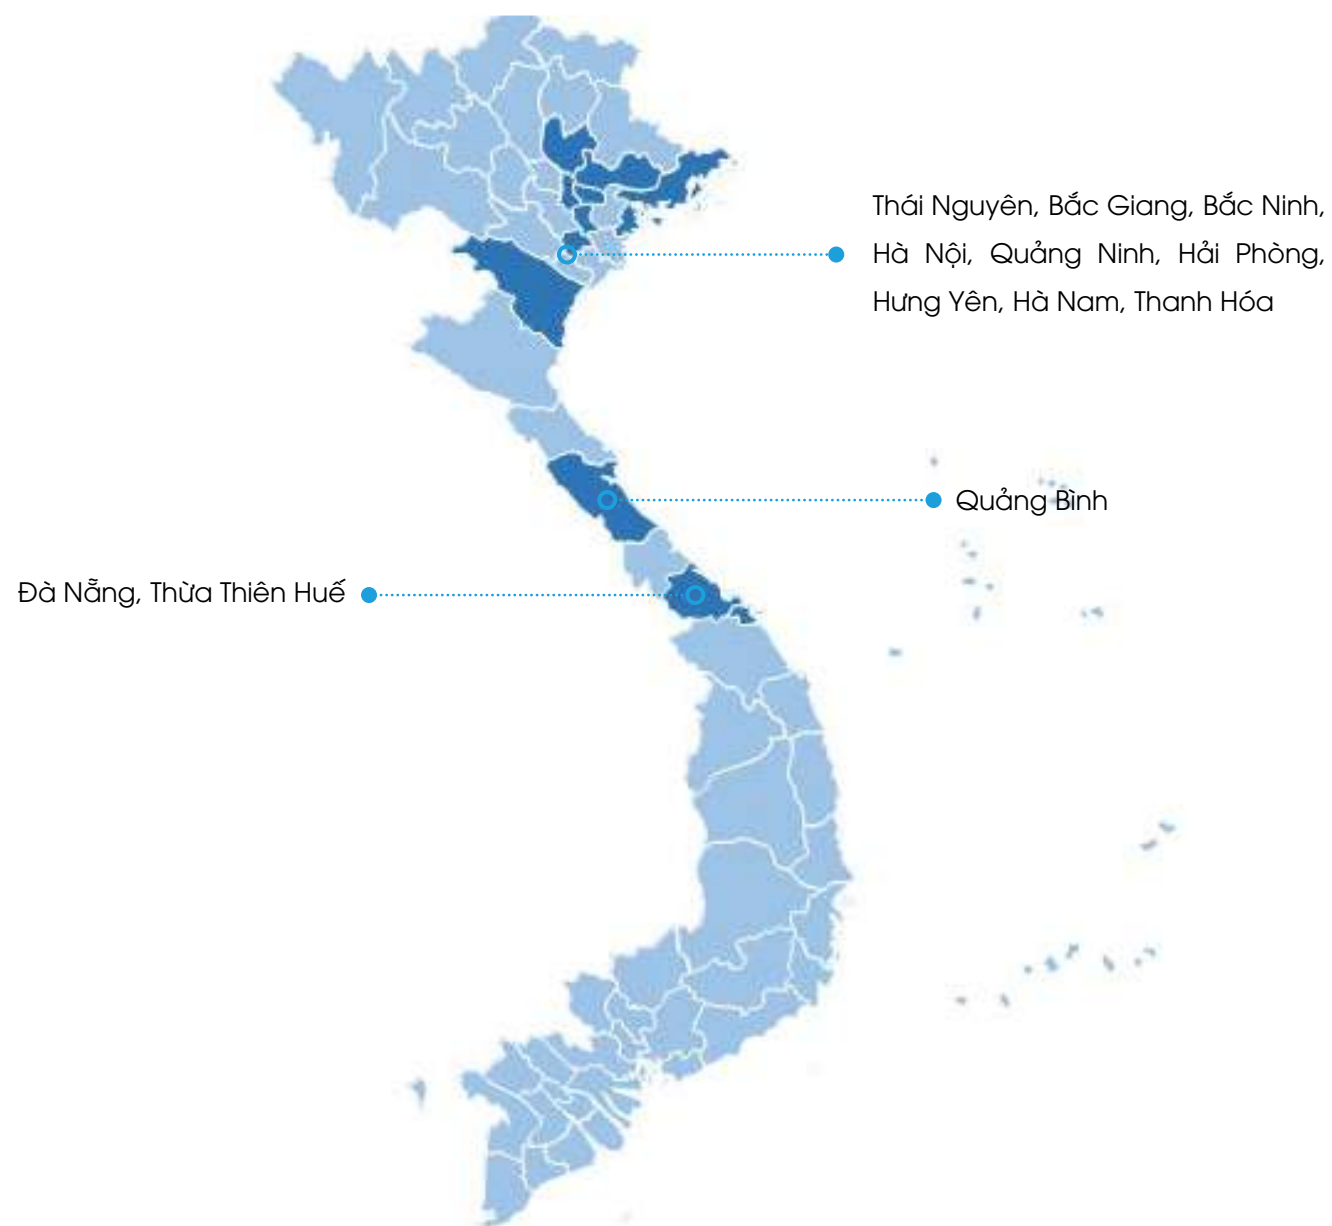 Thái Nguyên, Bắc Giang, Bắc Ninh,
Hà Nội, Quảng Ninh, Hải Phòng,
Hưng Yên, Hà Nam, Thanh Hóa
Quảng Bình
Đà Nẵng, Thừa Thiên Huế